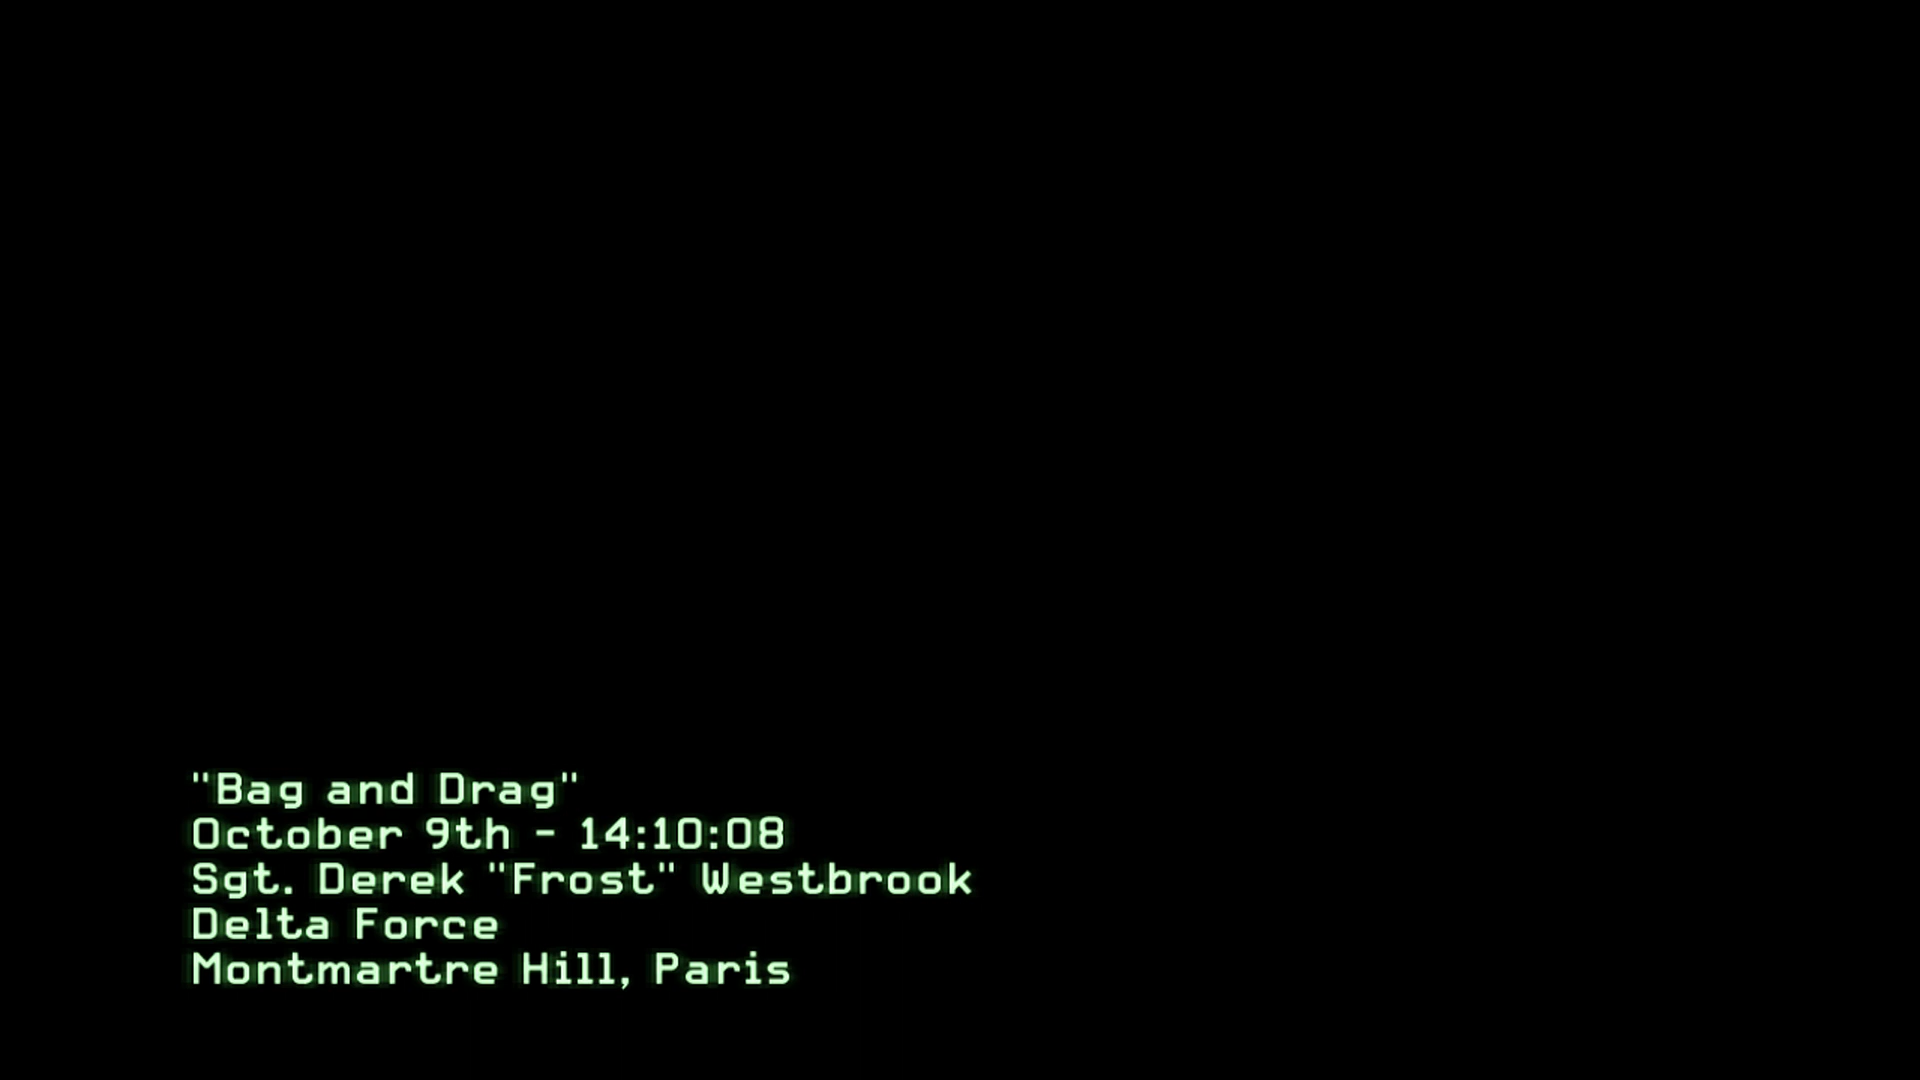 "Bag and Drag"
October 9th - 14:10:08
Sgt. Derek "Frost" Westbrook
Delta Force
Montmartre Hill, Paris